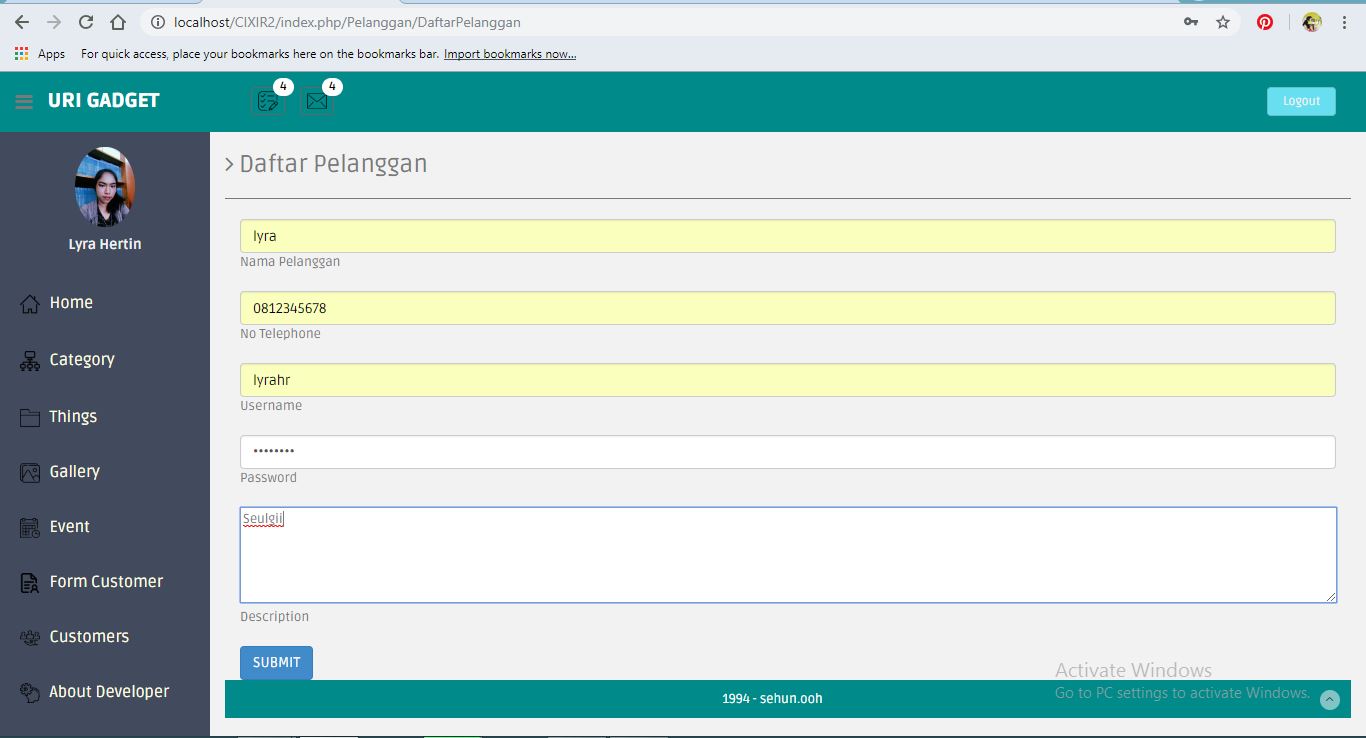 localhost/CIXIR2/index.php/Pelanggan/DaftarPelanggan
Apps For quick access, place your bookmarks here on the bookmarks bar. Import bookmarks now...
URI GADGET
4
4
Logout
Lyra Hertin
Home
Category
Things
Gallery
Event
Form Customer
Customers
About Developer
Daftar Pelanggan
lyra
Nama Pelanggan
0812345678
No Telephone
lyrahr
Username
••••••••
Password
Seulgii
Description
SUBMIT
Activate Windows
Go to PC settings to activate Windows.
1994 - sehun.ooh